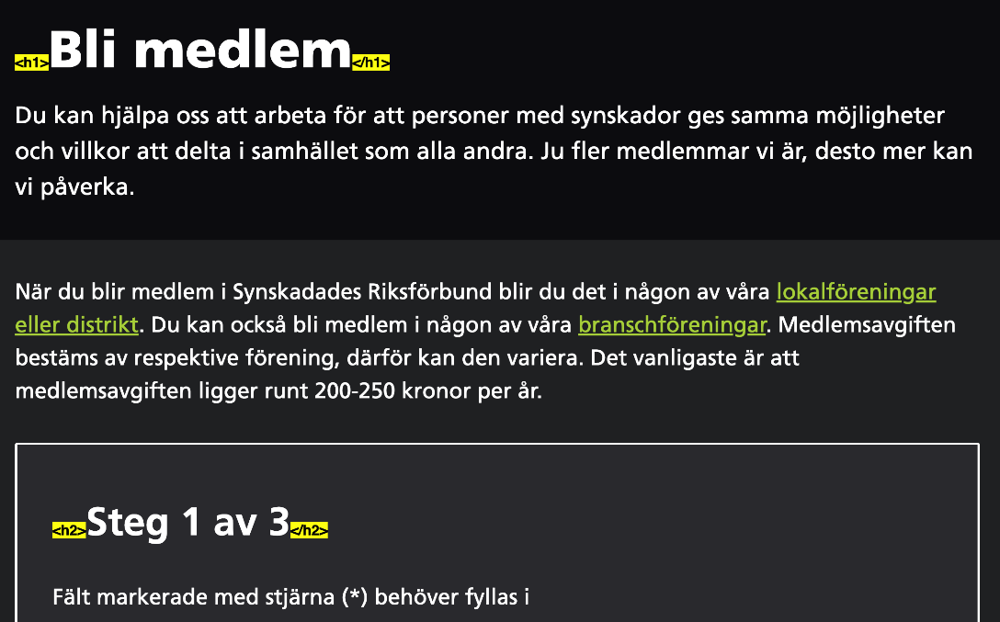 <h1>Bli medlem</h1>
Du kan hjälpa oss att arbeta för att personer med synskador ges samma möjligheter
och villkor att delta i samhället som alla andra. Ju fler medlemmar vi är, desto mer kan
vi påverka.
När du blir medlem i Synskadades Riksförbund blir du det i någon av våra lokalföreningar
eller distrikt. Du kan också bli medlem i någon av våra branschföreningar. Medlemsavgiften
bestäms av respektive förening, därför kan den variera. Det vanligaste är att
medlemsavgiften ligger runt 200-250 kronor per år.
<h2>Steg 1 av 3</h2>
Fält markerade med stjärna (*) behöver fyllas i